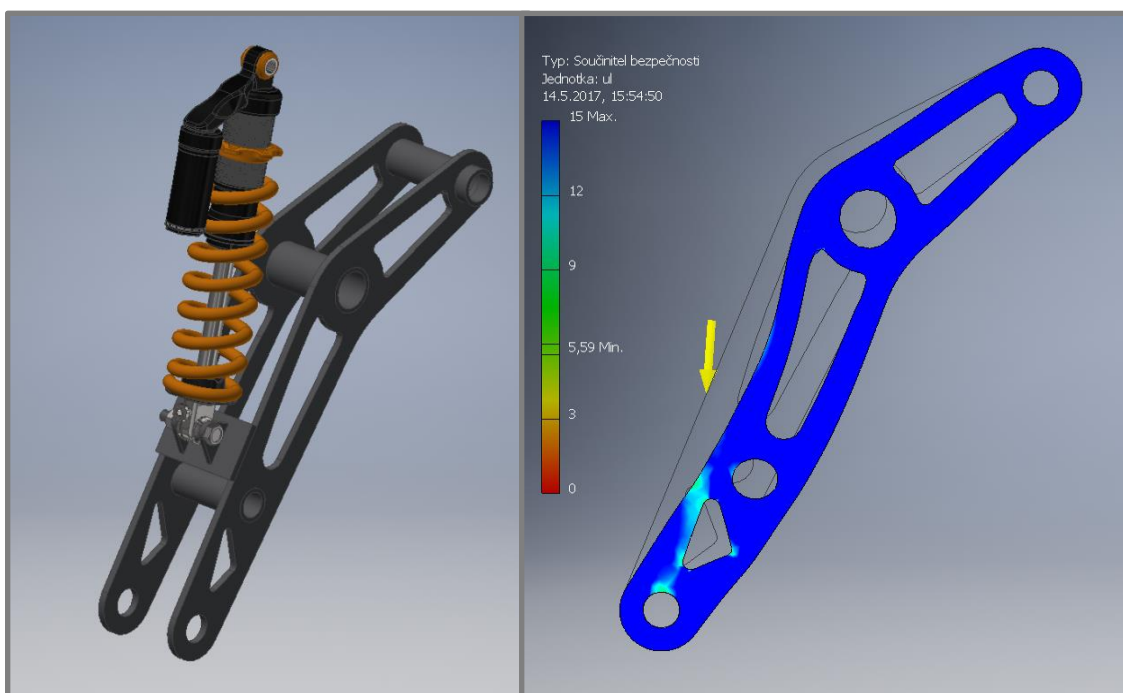 Typ: Součinitel bezpečnosti
Jednotka: ul
14.5.2017, 15:54:50
15 Max.
12
9
5,59 Min.
3
0